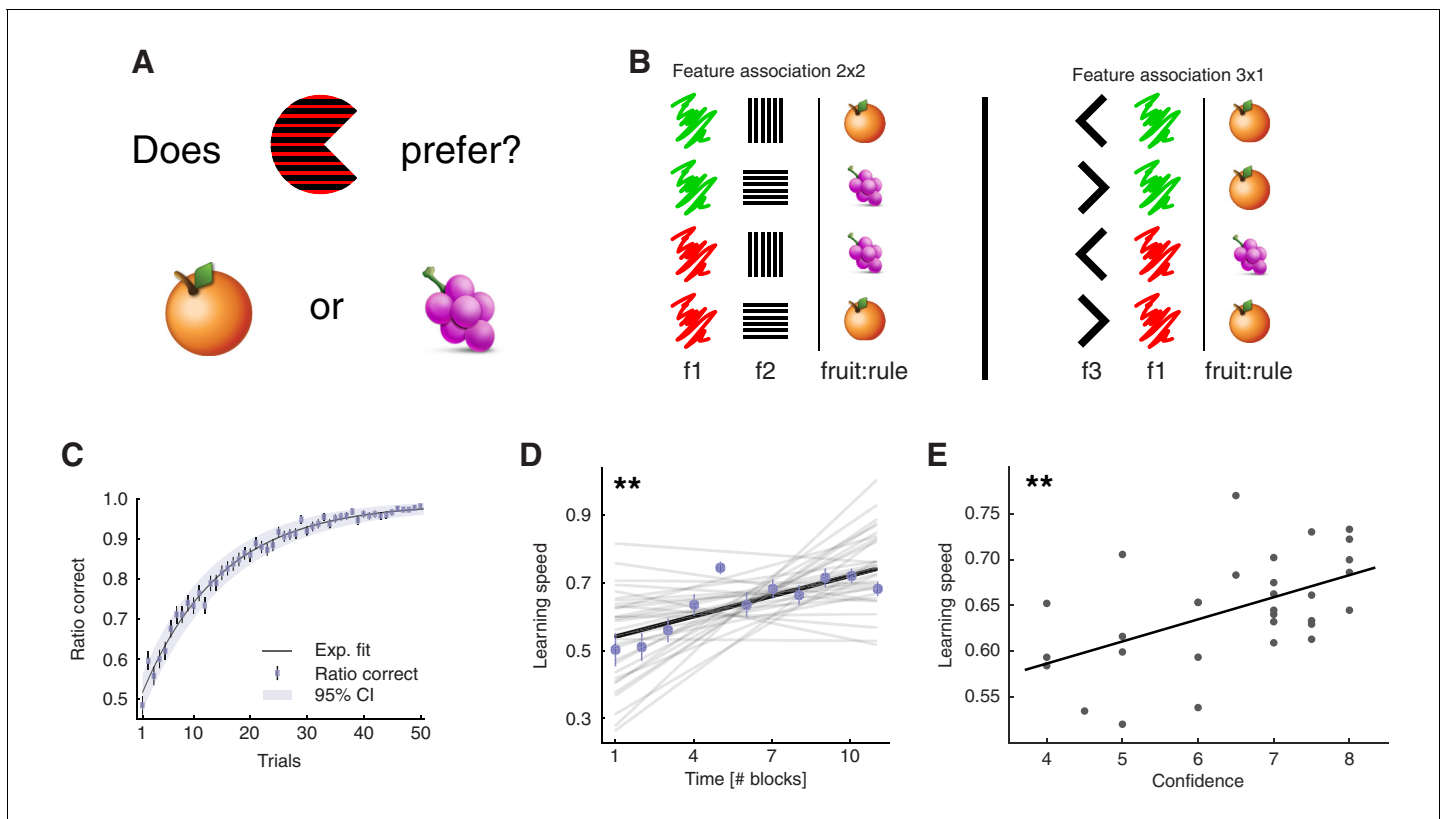 A
Does prefer?
or
B
Feature association 2x2
f1 f2 fruit:rule
Feature association 3x1
f3 f1 fruit:rule
C
Ratio correct
1.0
0.9
0.8
0.7
0.6
0.5
Exp. fit
Ratio correct
95% CI
1 10 20 30 40 50
Trials
D
**
Learning speed
0.9
0.7
0.5
0.3
1 4 7 10
Time [# blocks]
E
**
Learning speed
0.75
0.70
0.65
0.60
0.55
4 5 6 7 8
Confidence